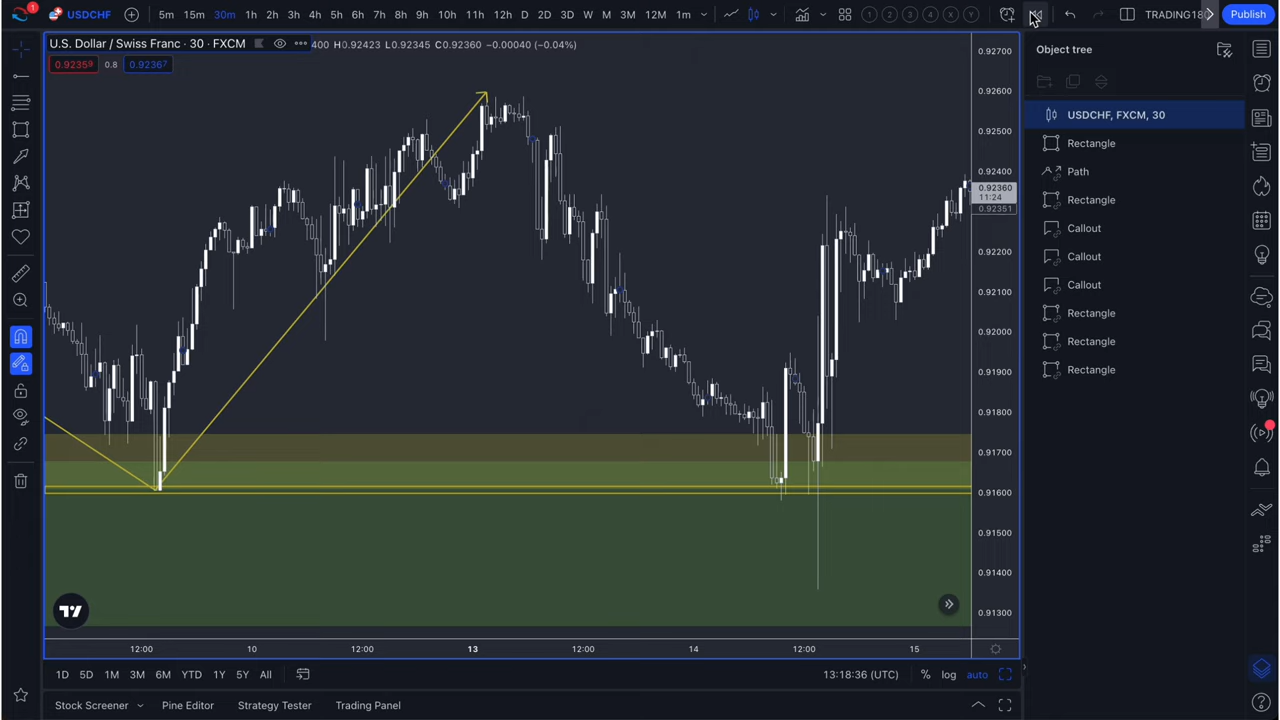 1
USDCHF
5m 15m 30m 1h 2h 3h 4h 5h 6h 7h 8h 9h 10h 11h 12h D 2D W M 3M 12M 1m
1 2 3 4 X Y
Publish
U.S. Dollar / Swiss Franc · 30 · FXCM
400 H0.92423 L0.92345 C0.92360 −0.00040 (−0.04%)
0.92359 0.8 0.92367
0.92700
0.92600
0.92500
0.92400
0.92360
11:24
0.92351
0.92200
0.92100
0.92000
0.91900
0.91800
0.91700
0.91600
0.91500
0.91400
0.91300
12:00 10 12:00 13 12:00 14 12:00 15
1D 5D 1M 3M 6M YTD 1Y 5Y All
13:18:36 (UTC) % log auto
Stock Screener Pine Editor Strategy Tester Trading Panel
Object tree
USDCHF, FXCM, 30
Rectangle
Path
Rectangle
Callout
Callout
Callout
Rectangle
Rectangle
Rectangle